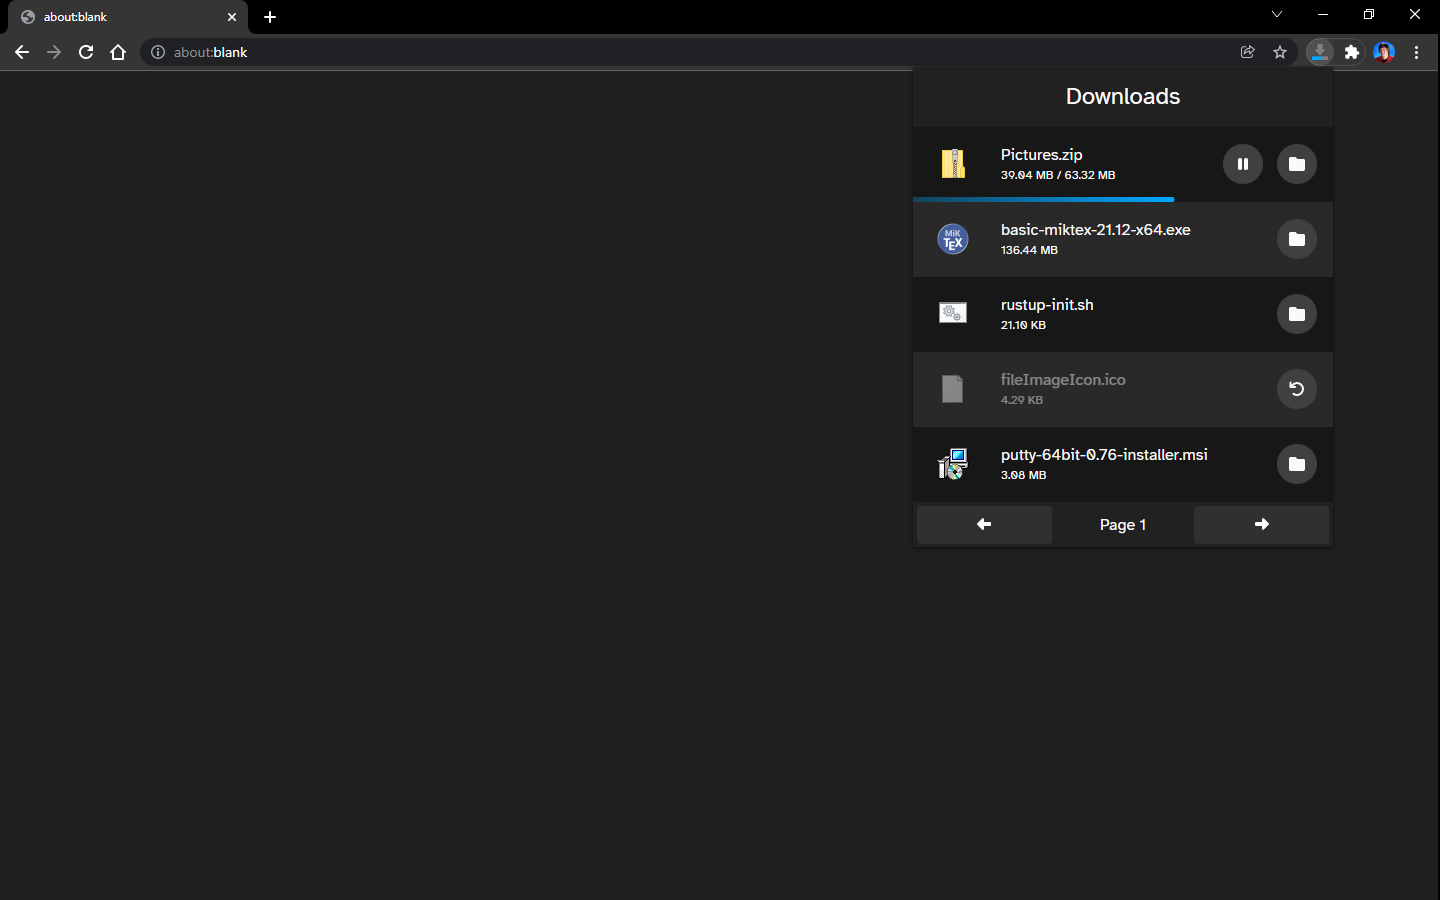 about:blank
about:blank
Downloads
Pictures.zip
39.04 MB / 63.32 MB
MiK
TEX
basic-miktex-21.12-x64.exe
136.44 MB
rustup-init.sh
21.10 KB
fileImageIcon.ico
4.29 KB
putty-64bit-0.76-installer.msi
3.08 MB
Page 1